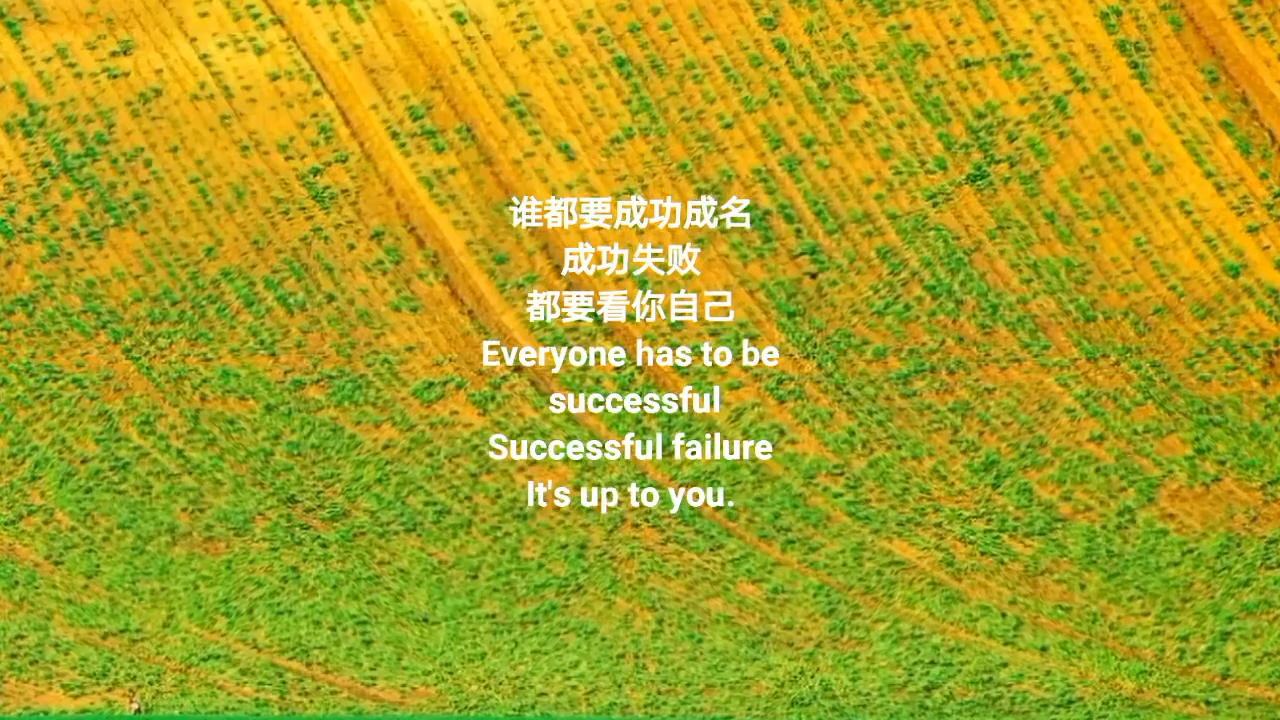 谁都要成功成名
成功失败
都要看你自己
Everyone has to be
successful
Successful failure
It's up to you.